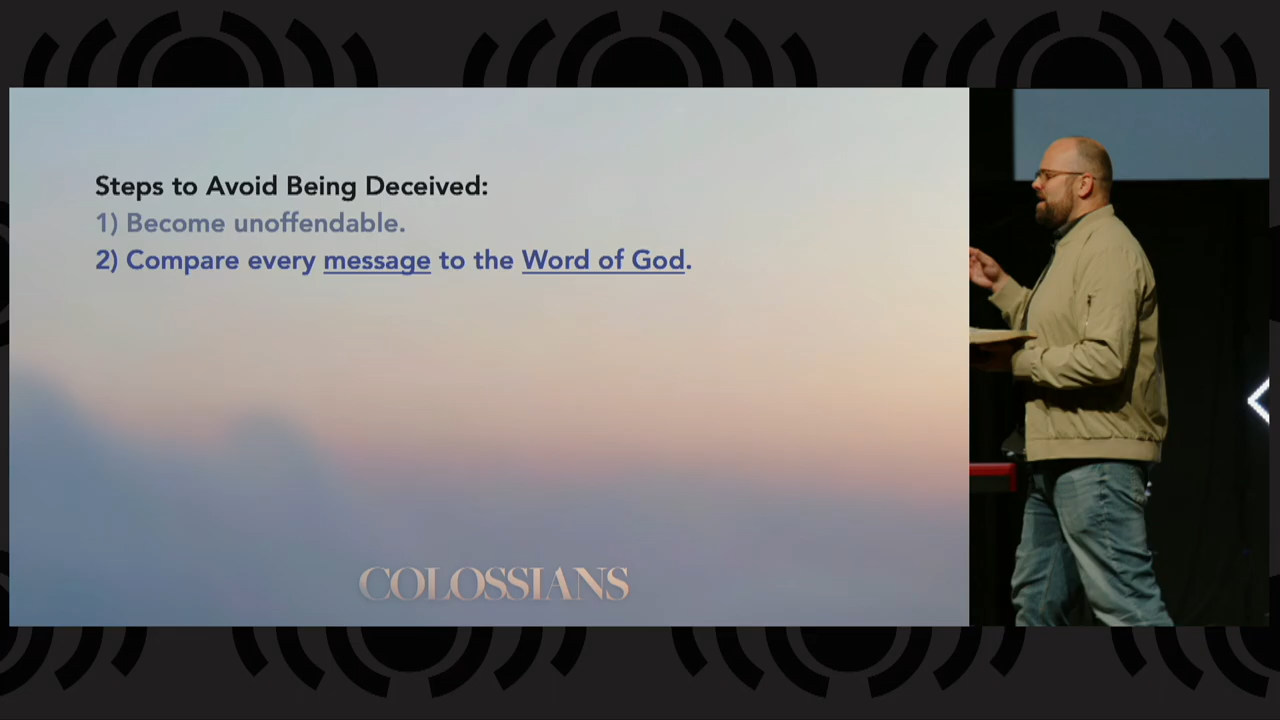 Steps to Avoid Being Deceived:
1) Become unoffendable.
2) Compare every message to the Word of God.
COLOSSIANS